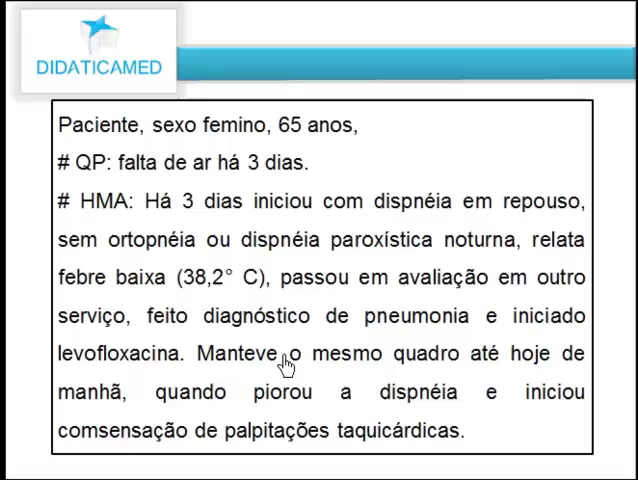 DIDATICAMED
Paciente, sexo femino, 65 anos,
# QP: falta de ar há 3 dias.
# HMA: Há 3 dias iniciou com dispnéia em repouso,
sem ortopnéia ou dispnéia paroxística noturna, relata
febre baixa (38,2° C), passou em avaliação em outro
serviço, feito diagnóstico de pneumonia e iniciado
levofloxacina. Manteve o mesmo quadro até hoje de
manhã, quando piorou a dispnéia e iniciou
comsensação de palpitações taquicárdicas.